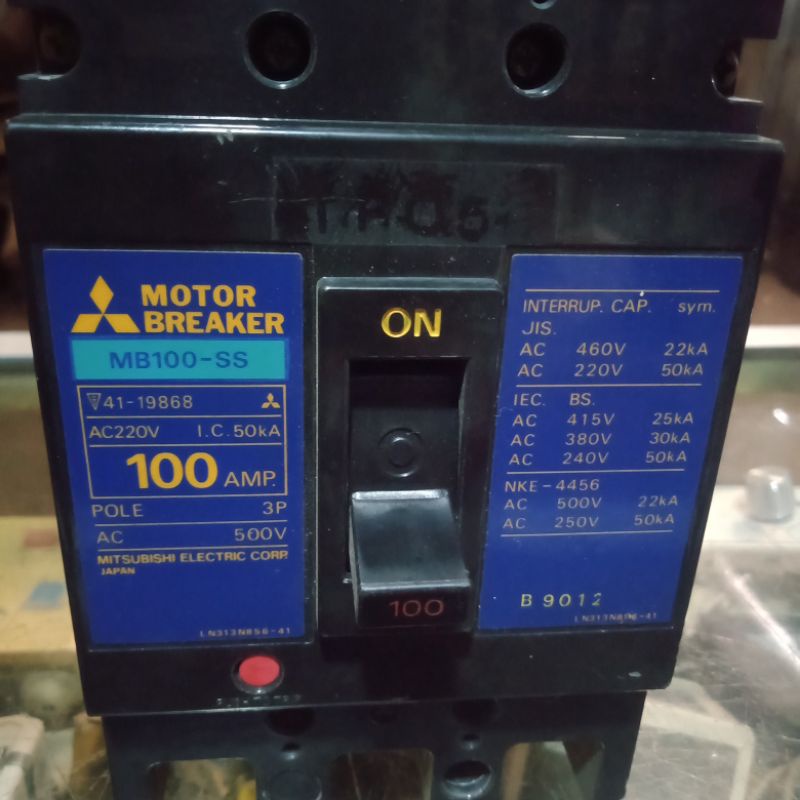 MOTOR
BREAKER
MB100-SS
41-19868
AC220V I.C. 50kA
100 AMP.
POLE 3P
AC 500V
MITSUBISHI ELECTRIC CORP.
JAPAN
LN313N856-41
ON
100
INTERRUP. CAP. sym.
JIS.
AC 460V 22kA
AC 220V 50kA
IEC. BS.
AC 415V 25kA
AC 380V 30kA
AC 240V 50kA
NKE-4456
AC 500V 22kA
AC 250V 50kA
B 9012